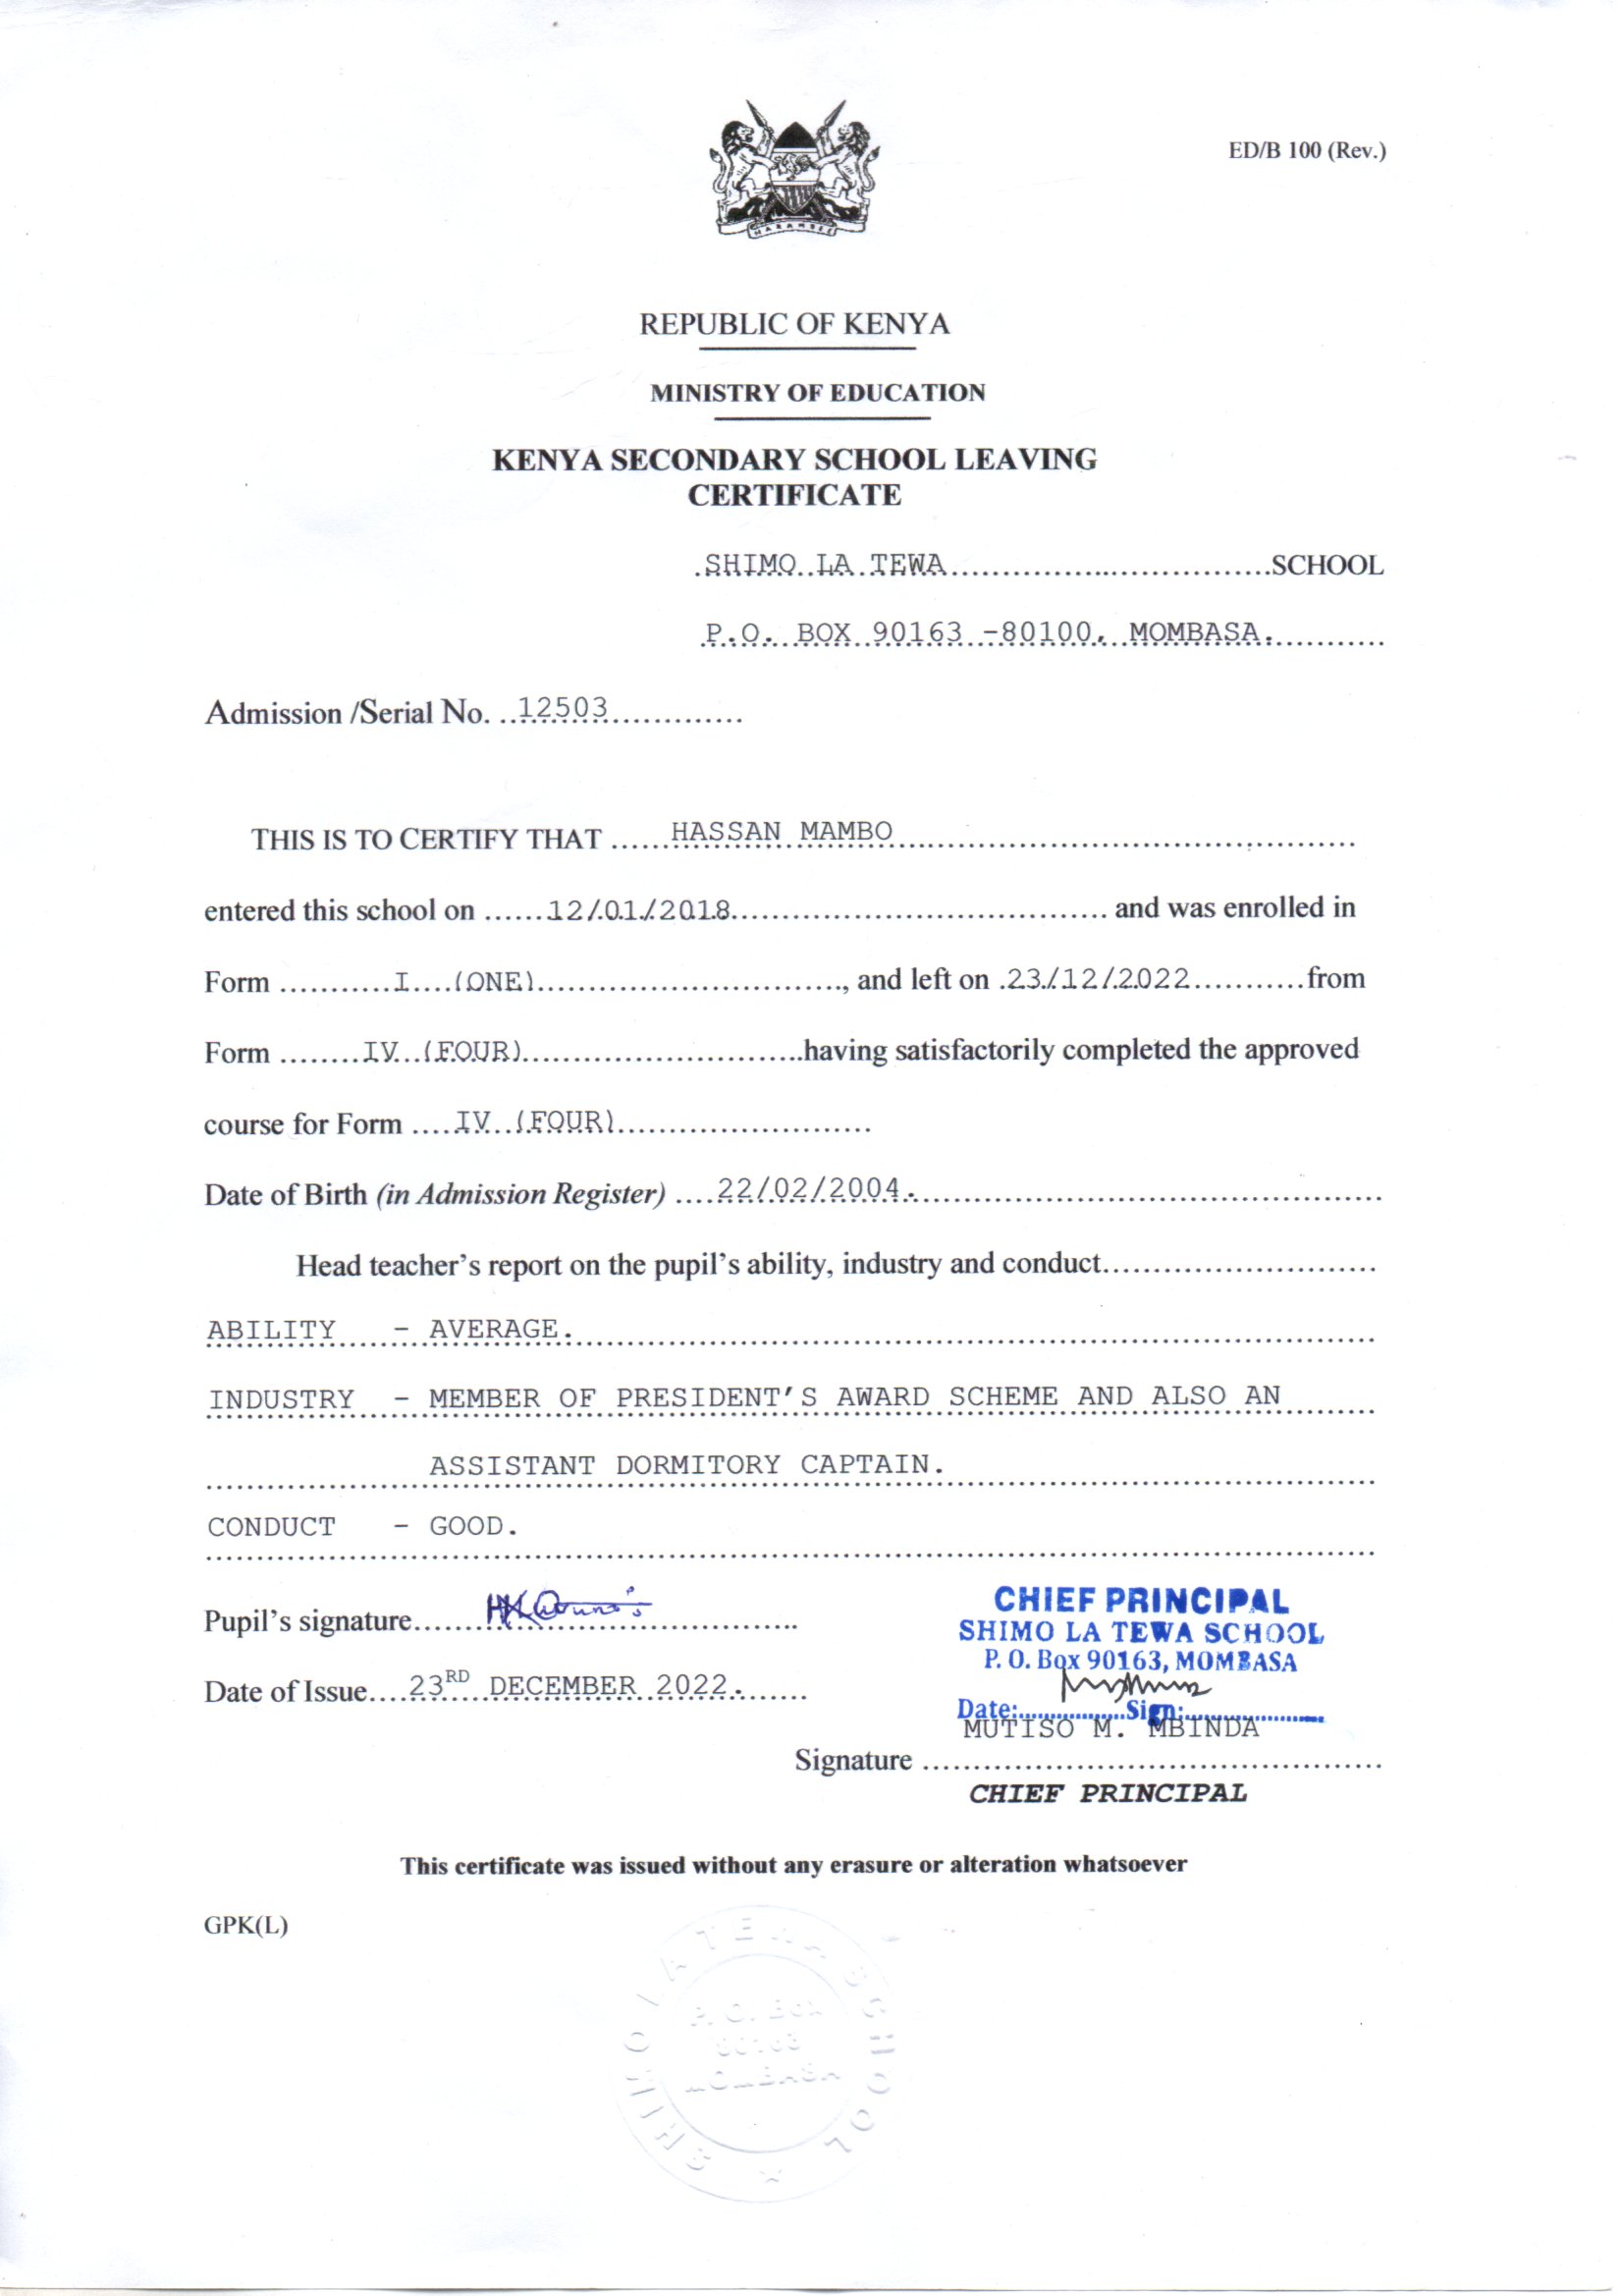 HARAMBEE
ED/B 100 (Rev.)
REPUBLIC OF KENYA
MINISTRY OF EDUCATION
KENYA SECONDARY SCHOOL LEAVING
CERTIFICATE
SHIMO LA TEWA SCHOOL
P.O. BOX 90163 -80100, MOMBASA.
Admission /Serial No. 12503
THIS IS TO CERTIFY THAT HASSAN MAMBO
entered this school on 12/01/2018 and was enrolled in
Form I (ONE), and left on 23/12/2022 from
Form IV (FOUR) having satisfactorily completed the approved
course for Form IV (FOUR)
Date of Birth (in Admission Register) 22/02/2004.
Head teacher's report on the pupil's ability, industry and conduct
ABILITY - AVERAGE.
INDUSTRY - MEMBER OF PRESIDENT'S AWARD SCHEME AND ALSO AN
ASSISTANT DORMITORY CAPTAIN.
CONDUCT - GOOD.
Pupil's signature
Date of Issue 23RD DECEMBER 2022.
CHIEF PRINCIPAL
SHIMO LA TEWA SCHOOL
P. O. Box 90163, MOMBASA
Date: Sign:
MUTISO M. MBINDA
Signature
CHIEF PRINCIPAL
This certificate was issued without any erasure or alteration whatsoever
GPK(L)
SHIMO LA TEWA SCHOOL
P. O. Box
90163
MOMBASA